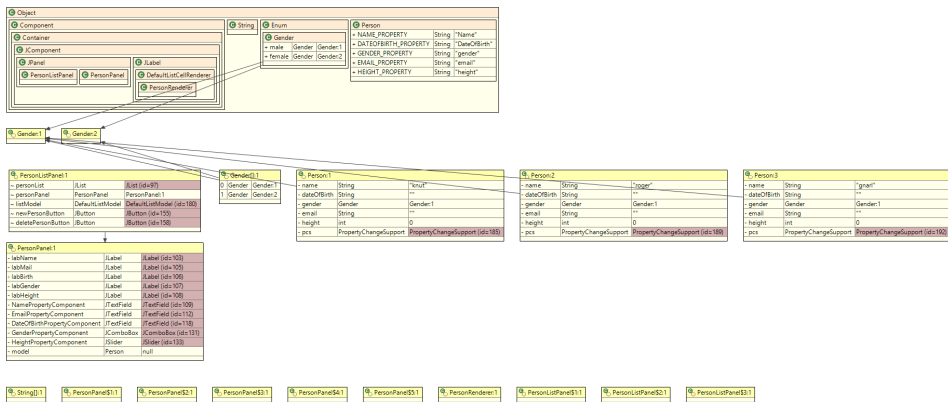 Object
Component
Container
JComponent
JPanel
PersonListPanel
PersonPanel
JLabel
DefaultListCellRenderer
PersonRenderer
String
Enum
Gender
+ male Gender Gender:1
+ female Gender Gender:2
Person
+ NAME_PROPERTY String "Name"
+ DATEOFBIRTH_PROPERTY String "DateOfBirth"
+ GENDER_PROPERTY String "gender"
+ EMAIL_PROPERTY String "email"
+ HEIGHT_PROPERTY String "height"
Gender:1
Gender:2
PersonListPanel:1
~ personList JList JList (id=97)
~ personPanel PersonPanel PersonPanel:1
~ listModel DefaultListModel DefaultListModel (id=180)
~ newPersonButton JButton JButton (id=155)
~ deletePersonButton JButton JButton (id=158)
Gender[]:1
0 Gender Gender:1
1 Gender Gender:2
Person:1
- name String "knut"
- dateOfBirth String ""
- gender Gender Gender:1
- email String ""
- height int 0
- pcs PropertyChangeSupport PropertyChangeSupport (id=185)
Person:2
- name String "roger"
- dateOfBirth String ""
- gender Gender Gender:1
- email String ""
- height int 0
- pcs PropertyChangeSupport PropertyChangeSupport (id=189)
Person:3
- name String "gnarl"
- dateOfBirth String ""
- gender Gender Gender:1
- email String ""
- height int 0
- pcs PropertyChangeSupport PropertyChangeSupport (id=192)
PersonPanel:1
- labName JLabel JLabel (id=103)
- labMail JLabel JLabel (id=105)
- labBirth JLabel JLabel (id=106)
- labGender JLabel JLabel (id=107)
- labHeight JLabel JLabel (id=108)
- NamePropertyComponent JTextField JTextField (id=109)
- EmailPropertyComponent JTextField JTextField (id=112)
- DateOfBirthPropertyComponent JTextField JTextField (id=118)
- GenderPropertyComponent JComboBox JComboBox (id=131)
- HeightPropertyComponent JSlider JSlider (id=133)
- model Person null
String[]:1
PersonPanel$1:1
PersonPanel$2:1
PersonPanel$3:1
PersonPanel$4:1
PersonPanel$5:1
PersonRenderer:1
PersonListPanel$1:1
PersonListPanel$2:1
PersonListPanel$3:1